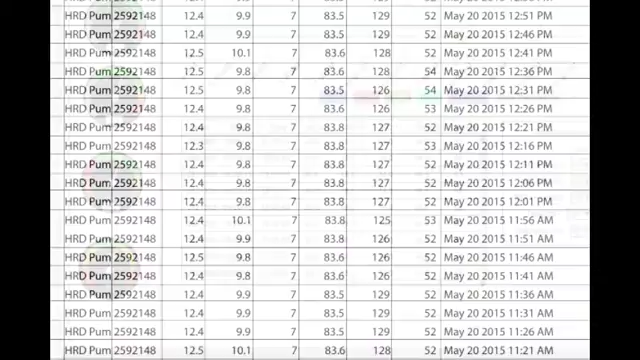 HRD Pum 2592148 12.4 9.9 7 83.5 129 52 May 20 2015 12:51 PM
HRD Pum 2592148 12.4 9.9 7 83.5 129 52 May 20 2015 12:46 PM
HRD Pum 2592148 12.5 10.1 7 83.6 128 52 May 20 2015 12:41 PM
HRD Pum 2592148 12.5 9.8 7 83.6 128 54 May 20 2015 12:36 PM
HRD Pum 2592148 12.5 9.8 7 83.5 126 54 May 20 2015 12:31 PM
HRD Pum 2592148 12.4 9.8 7 83.6 126 53 May 20 2015 12:26 PM
HRD Pum 2592148 12.4 9.8 7 83.8 127 52 May 20 2015 12:21 PM
HRD Pum 2592148 12.3 9.8 7 83.8 127 52 May 20 2015 12:16 PM
HRD Pum 2592148 12.4 9.8 7 83.8 127 52 May 20 2015 12:11 PM
HRD Pum 2592148 12.4 9.8 7 83.8 127 52 May 20 2015 12:06 PM
HRD Pum 2592148 12.4 9.8 7 83.8 127 52 May 20 2015 12:01 PM
HRD Pum 2592148 12.4 10.1 7 83.8 125 53 May 20 2015 11:56 AM
HRD Pum 2592148 12.4 9.9 7 83.8 126 52 May 20 2015 11:51 AM
HRD Pum 2592148 12.5 9.8 7 83.8 126 52 May 20 2015 11:46 AM
HRD Pum 2592148 12.4 9.8 7 83.6 126 52 May 20 2015 11:41 AM
HRD Pum 2592148 12.4 9.9 7 83.5 129 52 May 20 2015 11:36 AM
HRD Pum 2592148 12.4 9.9 7 83.5 129 52 May 20 2015 11:31 AM
HRD Pum 2592148 12.4 9.9 7 83.5 129 52 May 20 2015 11:26 AM
HRD Pum 2592148 12.5 10.1 7 83.6 128 52 May 20 2015 11:21 AM